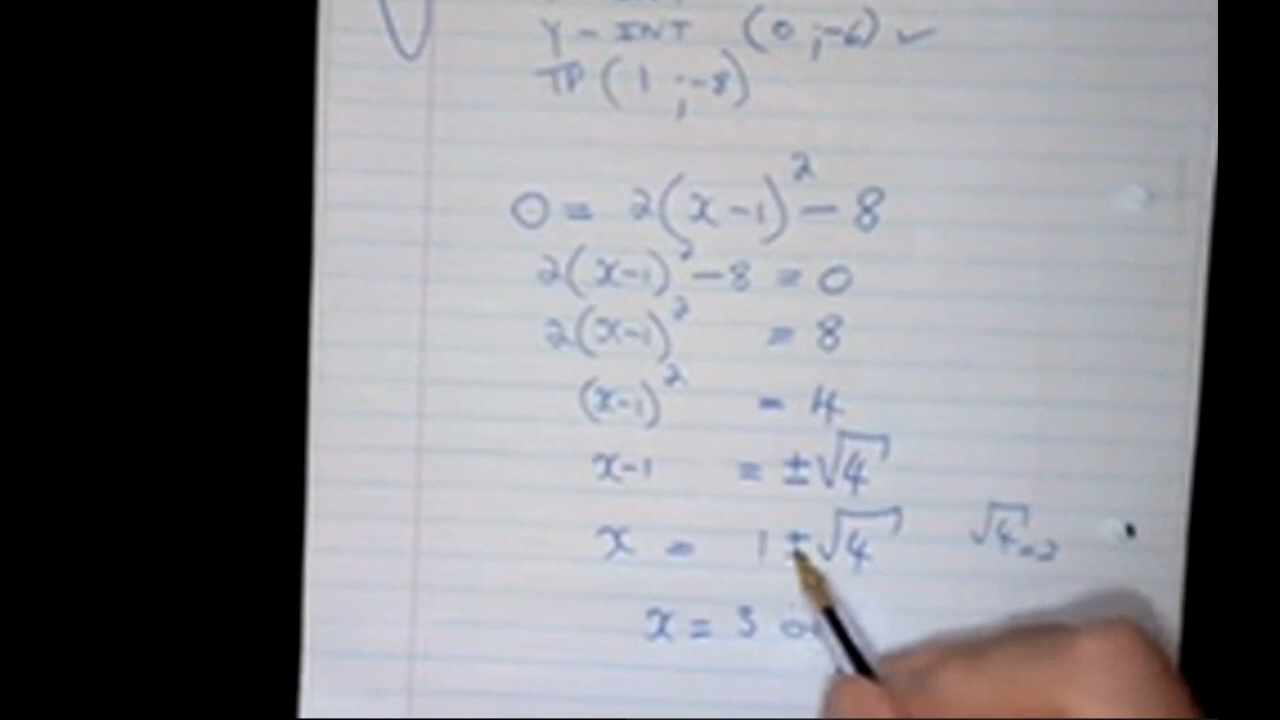 Y-INT (0;-6) ✓
TP (1;-8)
0 = 2(x-1)² - 8
2(x-1)² - 8 = 0
2(x-1)² = 8
(x-1)² = 4
x-1 = ±√4
x = 1 ±√4 √4=2
x = 3 or